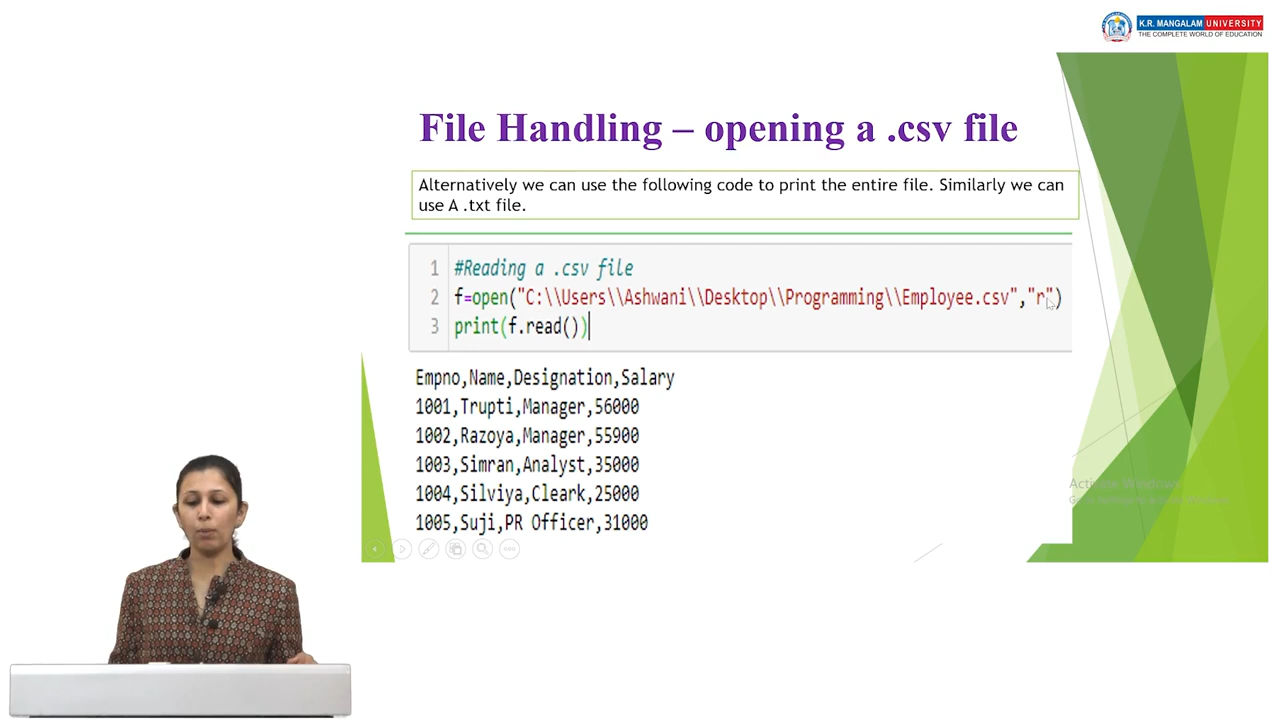 K.R. MANGALAM UNIVERSITY
THE COMPLETE WORLD OF EDUCATION
File Handling – opening a .csv file
Alternatively we can use the following code to print the entire file. Similarly we can
use A .txt file.
1 #Reading a .csv file
2 f=open("C:\\Users\\Ashwani\\Desktop\\Programming\\Employee.csv","r")
3 print(f.read())
Empno,Name,Designation,Salary
1001,Trupti,Manager,56000
1002,Razoya,Manager,55900
1003,Simran,Analyst,35000
1004,Silviya,Cleark,25000
1005,Suji,PR Officer,31000
Activate Windows